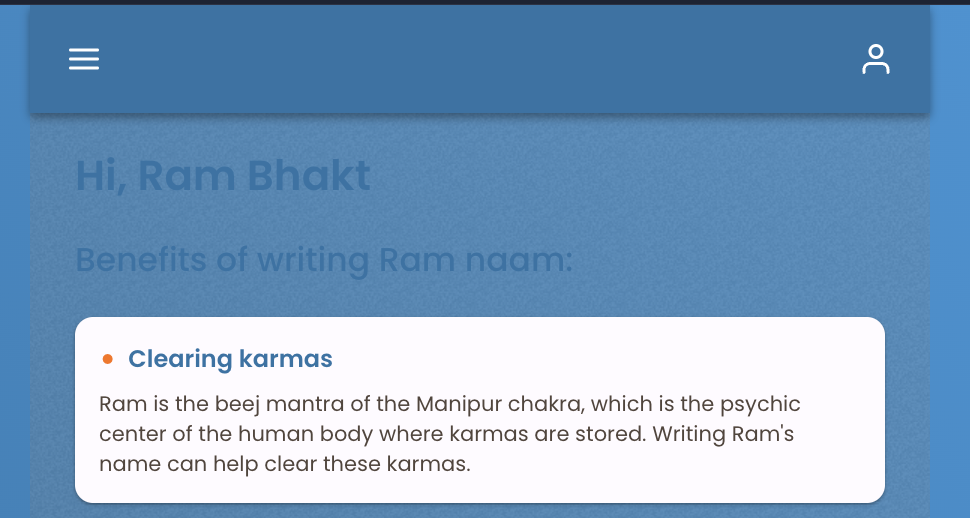 Hi, Ram Bhakt
Benefits of writing Ram naam:
Clearing karmas
Ram is the beej mantra of the Manipur chakra, which is the psychic
center of the human body where karmas are stored. Writing Ram's
name can help clear these karmas.